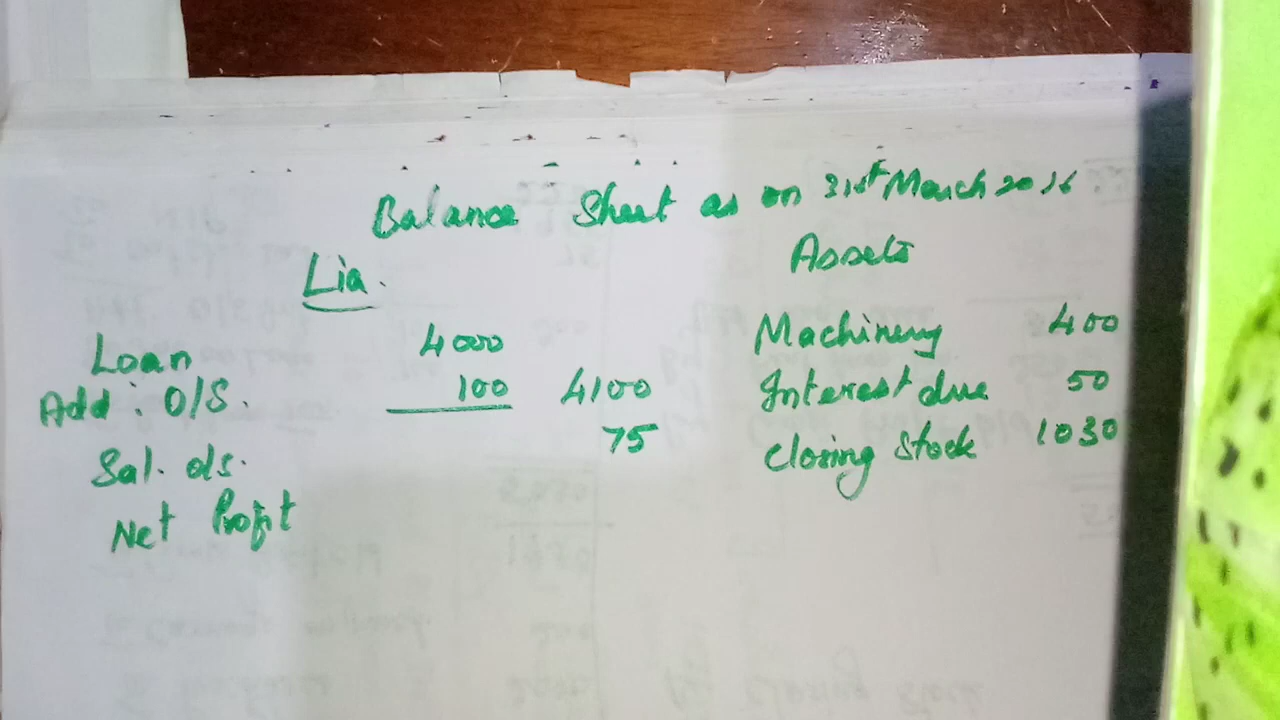 Balance Sheet as on 31st March 2016
Lia. Assets
Loan 4000 Machinery 400
Add: O/S. 100 4100 Interest due 50
Sal. o/s. 75 Closing Stock 1030
Net Profit